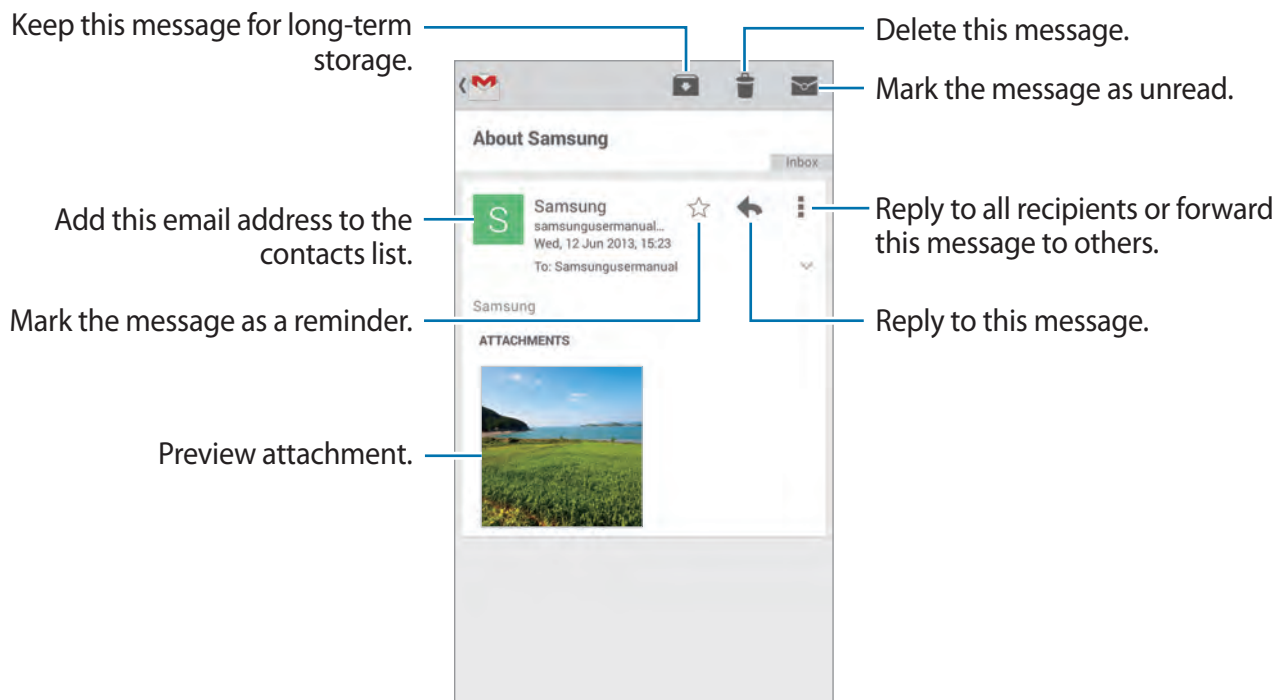 Keep this message for long-term
storage.
Delete this message.
Mark the message as unread.
About Samsung
Inbox
S
Samsung
samsungusermanual...
Wed, 12 Jun 2013, 15:23
To: Samsungusermanual
Add this email address to the
contacts list.
Reply to all recipients or forward
this message to others.
Samsung
Mark the message as a reminder.
Reply to this message.
ATTACHMENTS
Preview attachment.